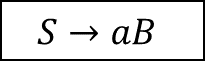 S → aB